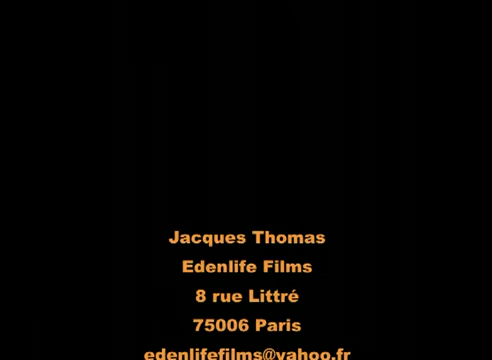 Jacques Thomas
Edenlife Films
8 rue Littré
75006 Paris
edenlifefilms@yahoo.fr